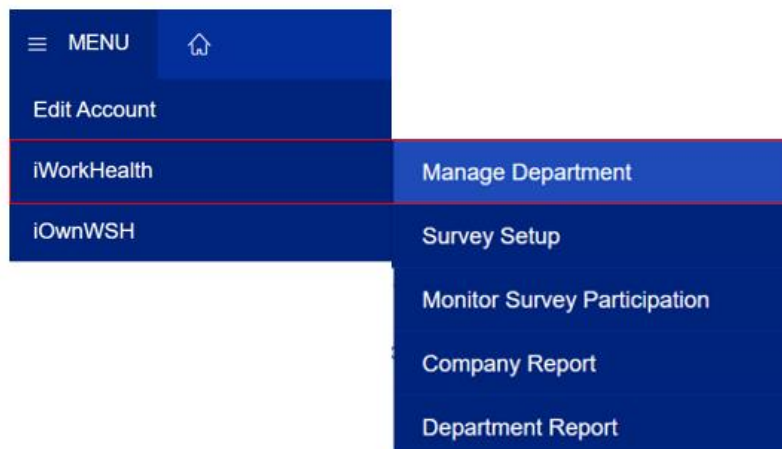 MENU
Edit Account
iWorkHealth
iOwnWSH
Manage Department
Survey Setup
Monitor Survey Participation
Company Report
Department Report